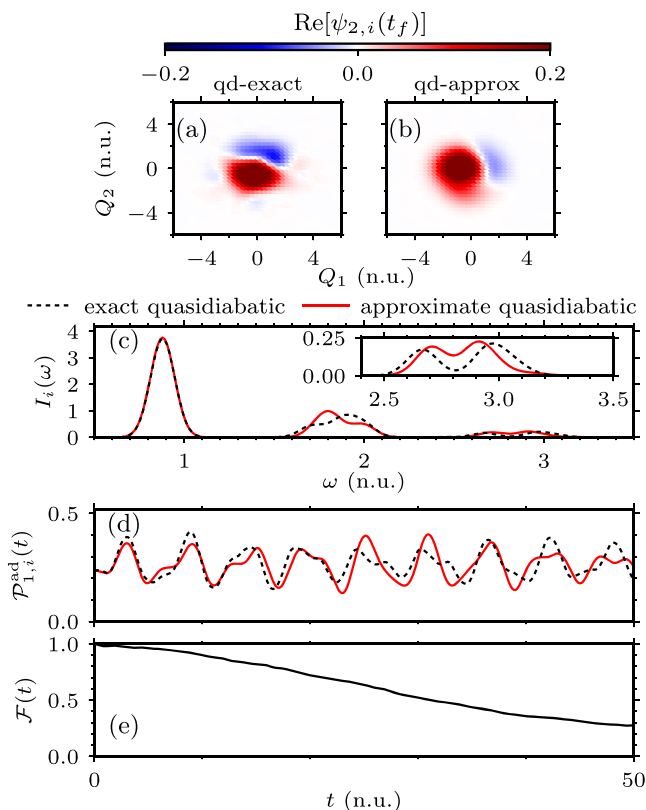 Re[ψ2,i(tf)]
−0.2 0.0 0.2
qd-exact qd-approx
(a) (b)
4
0
−4
Q2 (n.u.)
−4 0 4 −4 0 4
Q1 (n.u.)
exact quasidiabatic approximate quasidiabatic
(c)
4
3
2
1
0
Ii(ω)
0.25
0.00
2.5 3.0 3.5
1 2 3
ω (n.u.)
(d)
0.5
0.0
𝒫ad1,i(t)
1.0
0.5
0.0
ℱ(t)
(e)
0 50
t (n.u.)